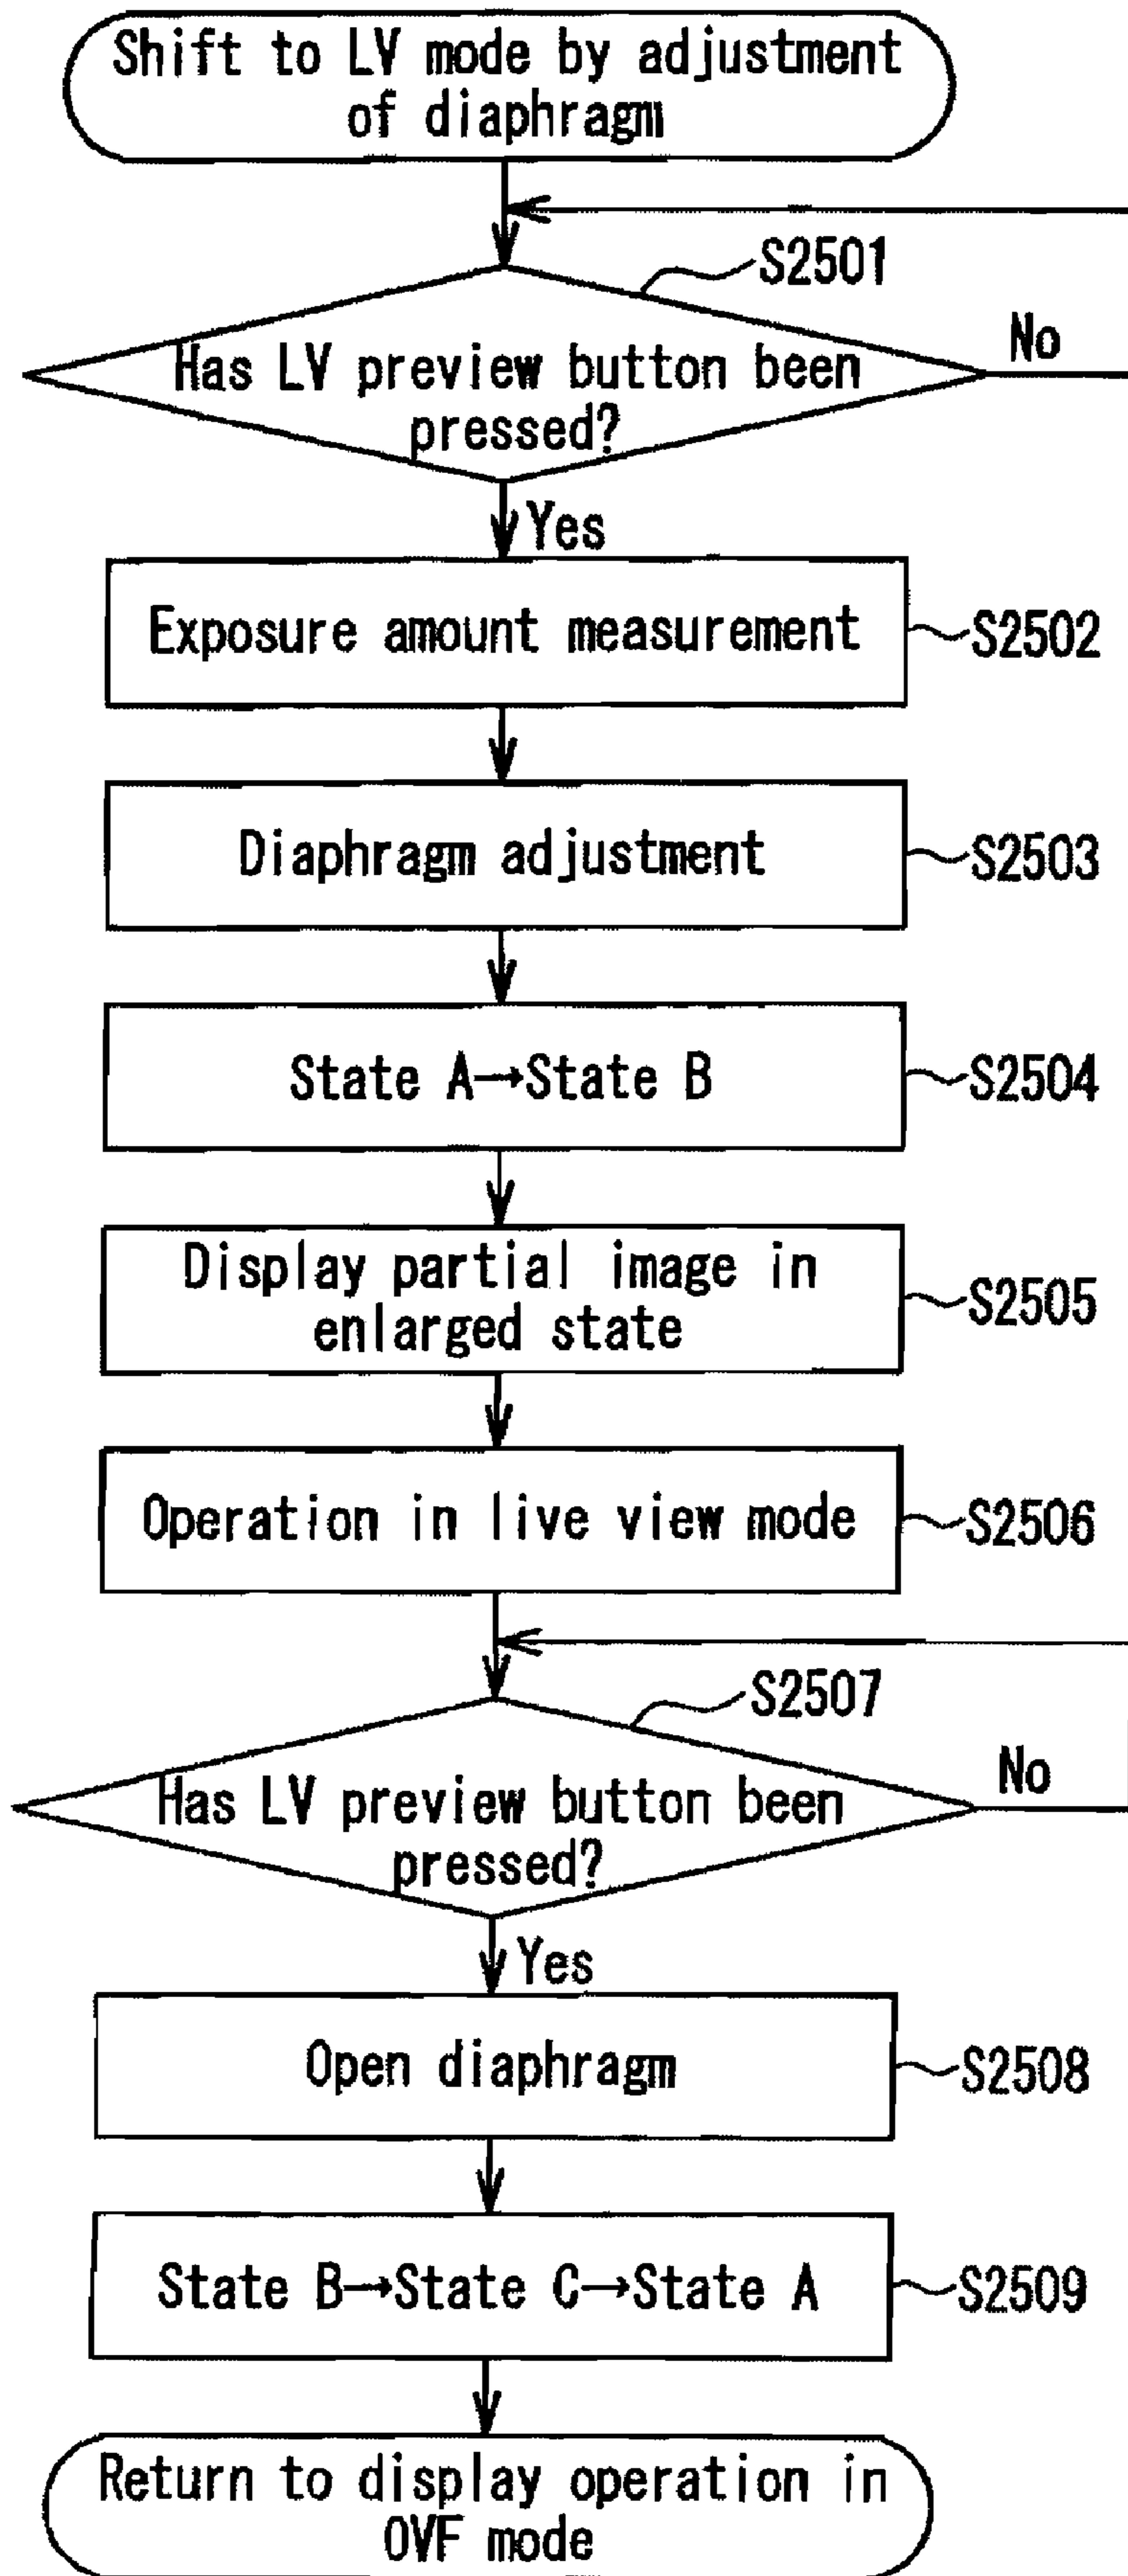 Shift to LV mode by adjustment
of diaphragm
S2501
No
Has LV preview button been
pressed?
Yes
Exposure amount measurement
S2502
Diaphragm adjustment
S2503
State A→State B
S2504
Display partial image in
enlarged state
S2505
Operation in live view mode
S2506
S2507
No
Has LV preview button been
pressed?
Yes
Open diaphragm
S2508
State B→State C→State A
S2509
Return to display operation in
OVF mode